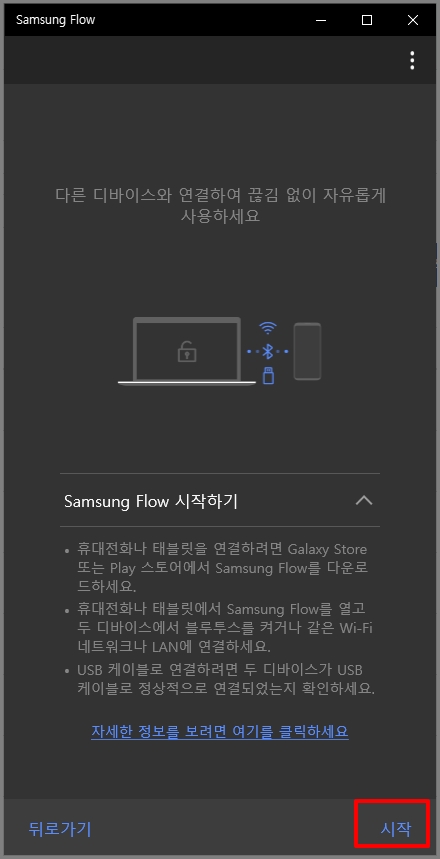 Samsung Flow
다른 디바이스와 연결하여 끊김 없이 자유롭게
사용하세요
Samsung Flow 시작하기
• 휴대전화나 태블릿을 연결하려면 Galaxy Store
또는 Play 스토어에서 Samsung Flow를 다운로
드하세요.
• 휴대전화나 태블릿에서 Samsung Flow를 열고
두 디바이스에서 블루투스를 켜거나 같은 Wi-Fi
네트워크나 LAN에 연결하세요.
• USB 케이블로 연결하려면 두 디바이스가 USB
케이블로 정상적으로 연결되었는지 확인하세요.
자세한 정보를 보려면 여기를 클릭하세요
뒤로가기 시작